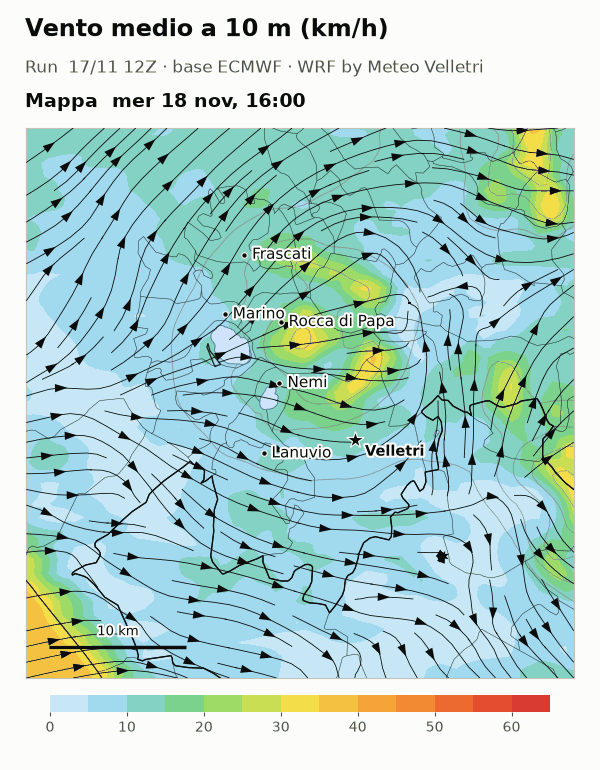 Vento medio a 10 m (km/h)
Run  17/11 12Z · base ECMWF · WRF by Meteo Velletri
Mappa  mer 18 nov, 16:00
Frascati
Marino
Rocca di Papa
Nemi
Velletri
Lanuvio
10 km
0 10 20 30 40 50 60